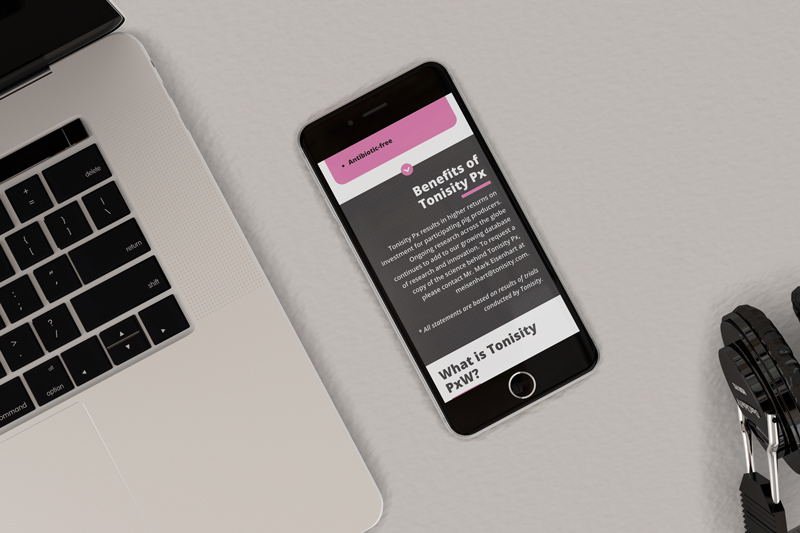 • Antibiotic-free
Benefits of
Tonisity Px
Tonisity Px results in higher returns on
investment for participating pig producers.
Ongoing research across the globe
continues to add to our growing database
of research and innovation. To request a
copy of the science behind Tonisity Px,
please contact Mr. Mark Eisenhart at
meisenhart@tonisity.com.
* All statements are based on results of trials
conducted by Tonisity.
What is Tonisity
PxW?
delete
+
=
}
]
|
\
return
{
[
"
'
:
;
shift
?
/
>
.
alt
option
command